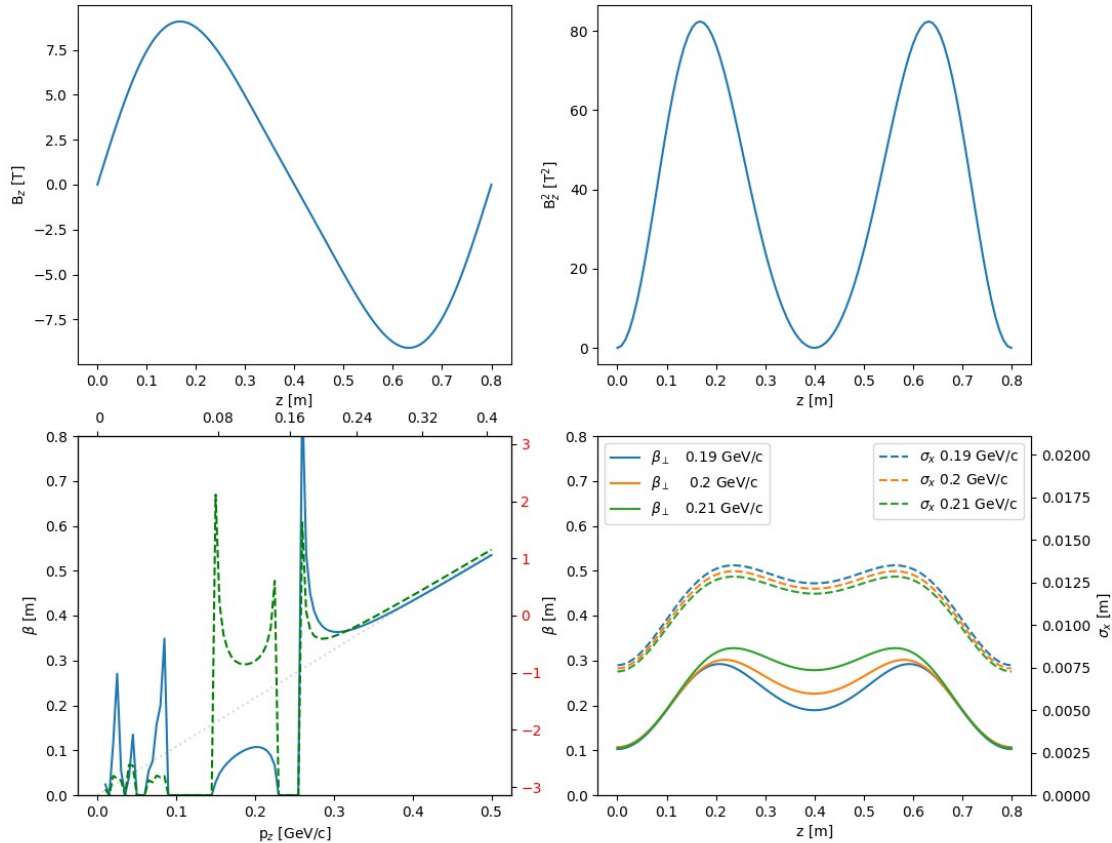 7.5
5.0
2.5
0.0
−2.5
−5.0
−7.5
B_z [T]
0.0 0.1 0.2 0.3 0.4 0.5 0.6 0.7 0.8
z [m]
80
60
40
20
0
B_z^2 [T^2]
0.0 0.1 0.2 0.3 0.4 0.5 0.6 0.7 0.8
z [m]
0 0.08 0.16 0.24 0.32 0.4
0.8
0.7
0.6
0.5
0.4
0.3
0.2
0.1
0.0
β [m]
3
2
1
0
−1
−2
−3
0.0 0.1 0.2 0.3 0.4 0.5
p_z [GeV/c]
0.8
0.7
0.6
0.5
0.4
0.3
0.2
0.1
0.0
β [m]
β⊥ 0.19 GeV/c
β⊥ 0.2 GeV/c
β⊥ 0.21 GeV/c
σ_x 0.19 GeV/c
σ_x 0.2 GeV/c
σ_x 0.21 GeV/c
0.0200
0.0175
0.0150
0.0125
0.0100
0.0075
0.0050
0.0025
0.0000
σ_x [m]
0.0 0.1 0.2 0.3 0.4 0.5 0.6 0.7 0.8
z [m]